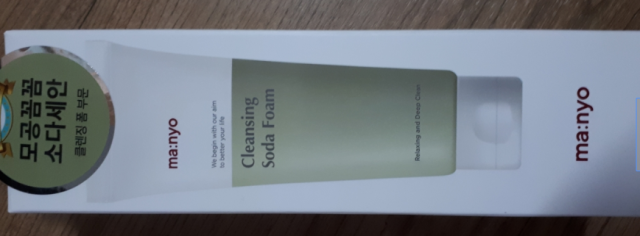 모공꼼꼼
소다세안
클렌징 폼 부문
ma:nyo
We begin with our aim
to better your life
Cleansing
Soda Foam
Relaxing and Deep Clean
ma:nyo